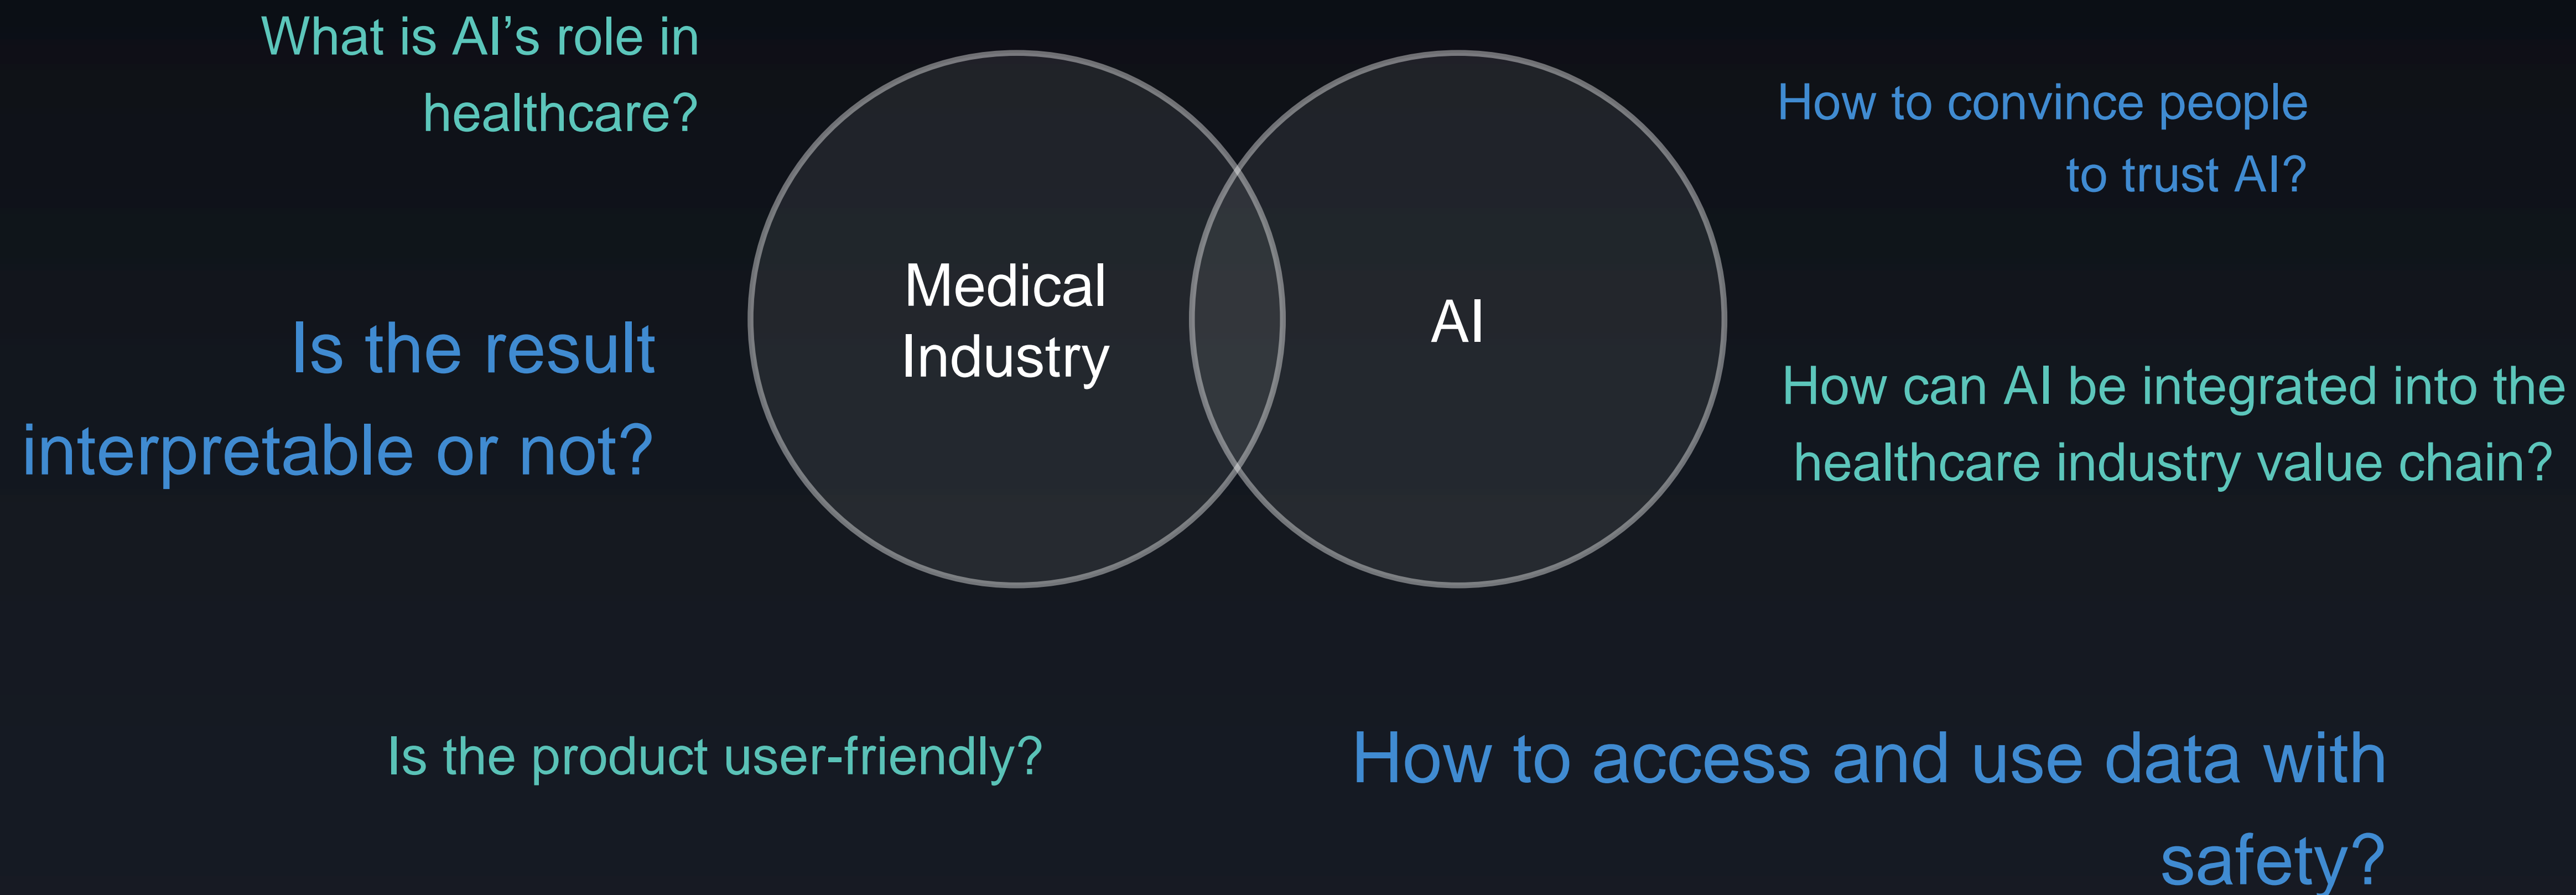 What is AI’s role in
healthcare?
How to convince people
to trust AI?
Medical
Industry
AI
Is the result
interpretable or not?
How can AI be integrated into the
healthcare industry value chain?
Is the product user-friendly?
How to access and use data with
safety?